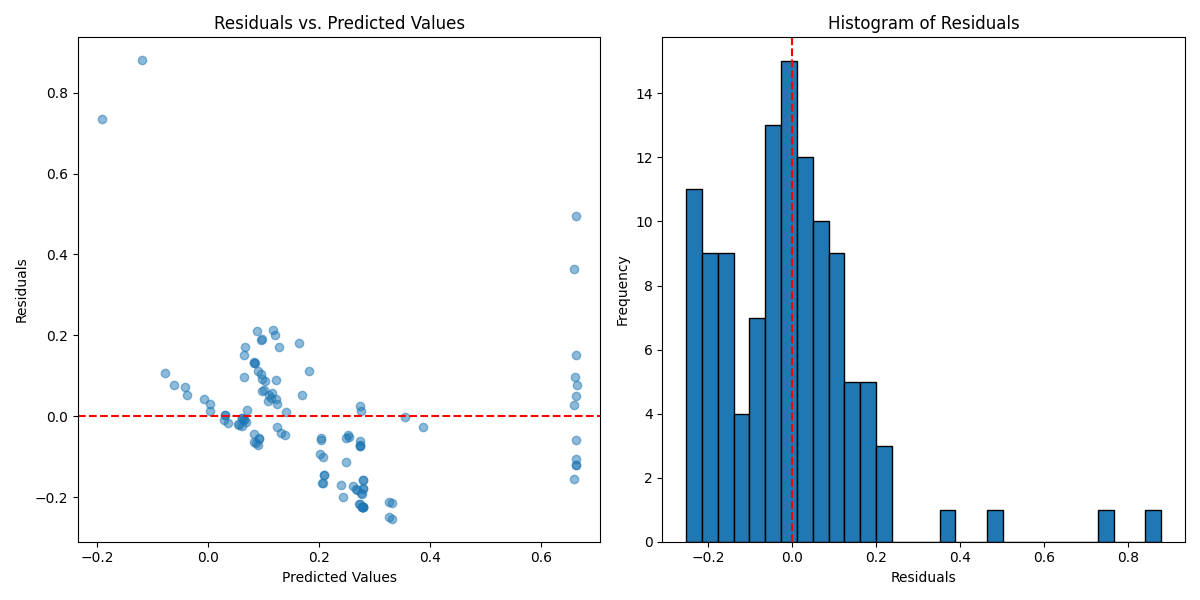 Residuals vs. Predicted Values
Residuals
0.8
0.6
0.4
0.2
0.0
−0.2
−0.2 0.0 0.2 0.4 0.6
Predicted Values
Histogram of Residuals
Frequency
14
12
10
8
6
4
2
0
−0.2 0.0 0.2 0.4 0.6 0.8
Residuals